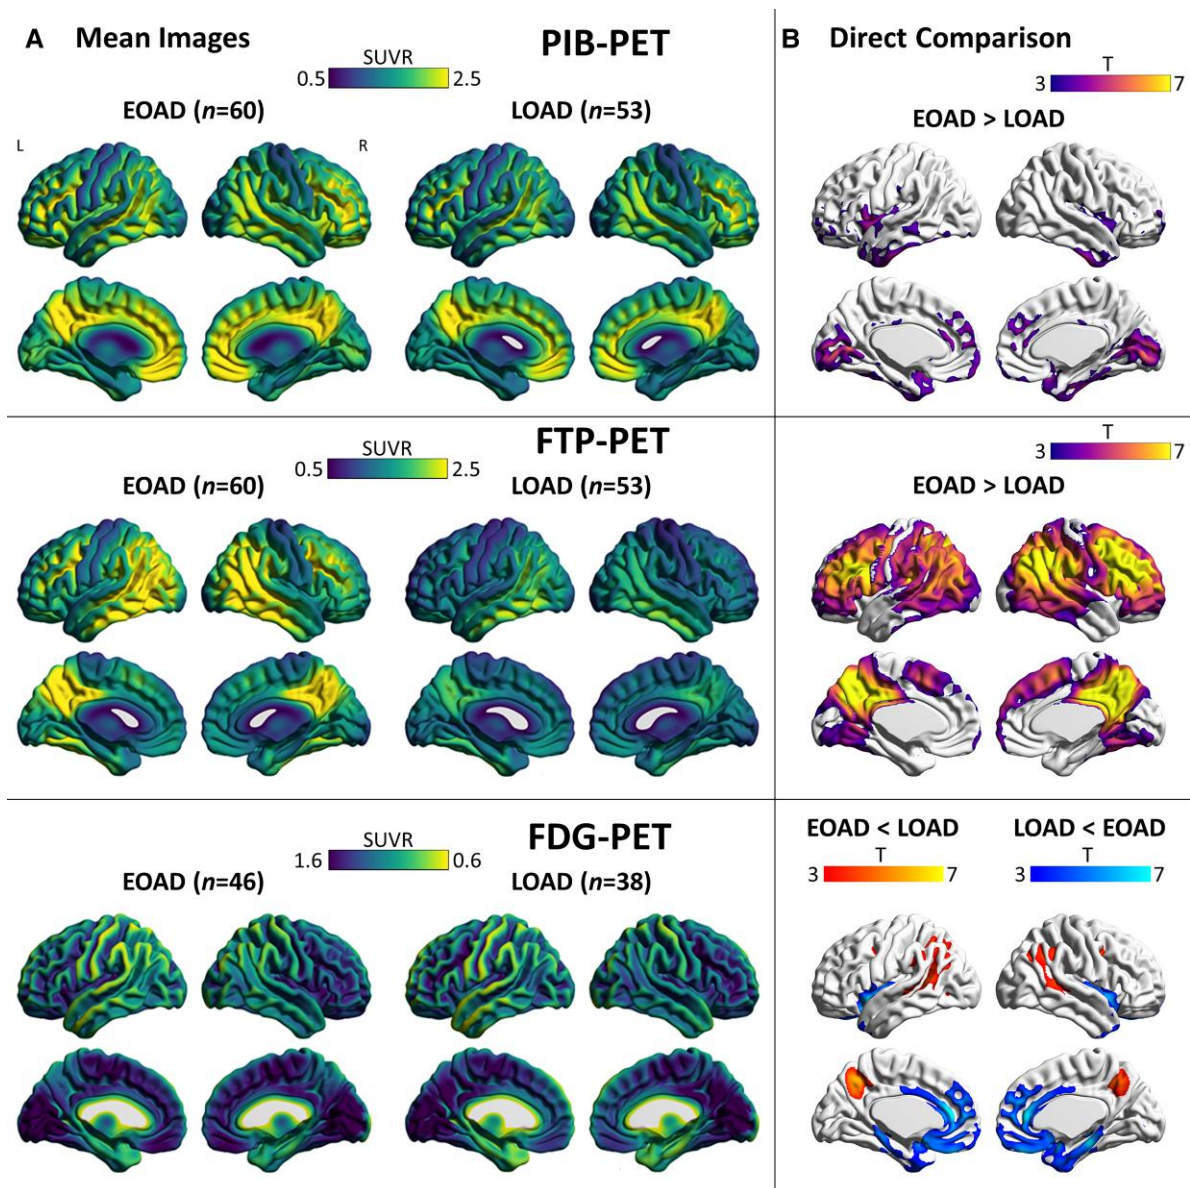 A Mean Images
PIB-PET
SUVR
0.5 2.5
EOAD (n=60)
LOAD (n=53)
L R
B Direct Comparison
T
3 7
EOAD > LOAD
FTP-PET
SUVR
0.5 2.5
EOAD (n=60)
LOAD (n=53)
T
3 7
EOAD > LOAD
FDG-PET
SUVR
1.6 0.6
EOAD (n=46)
LOAD (n=38)
EOAD < LOAD
T
3 7
LOAD < EOAD
T
3 7